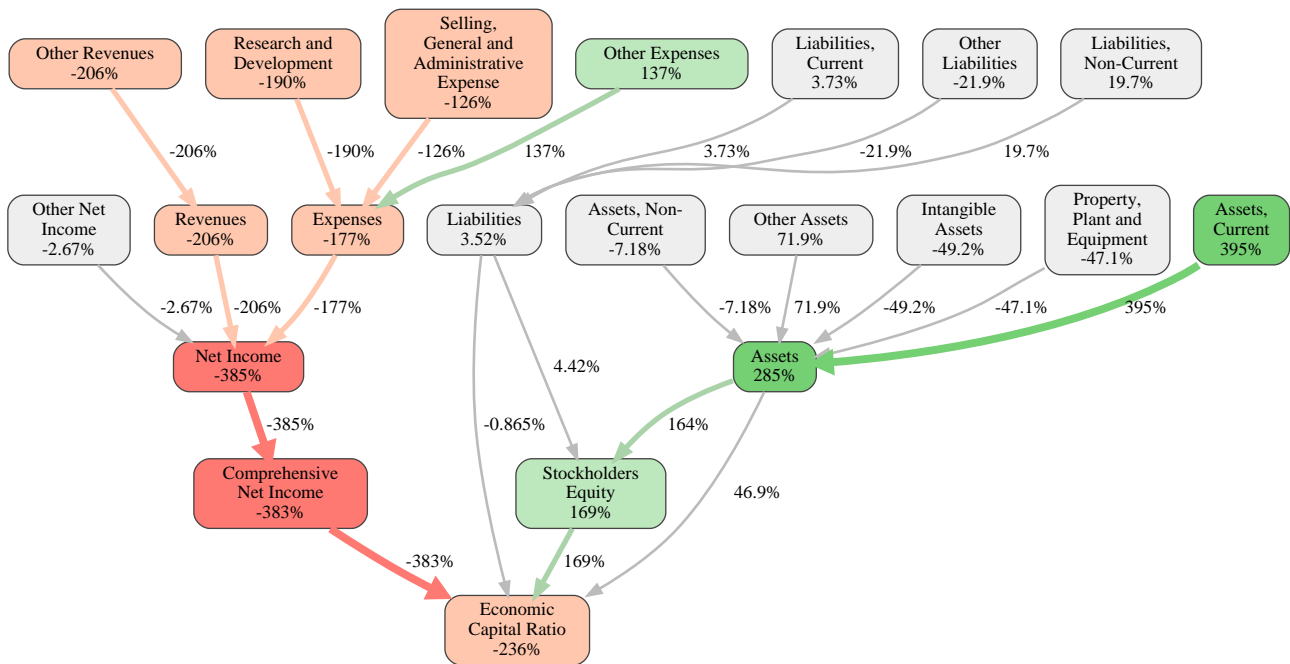 Other Revenues
-206%
Research and
Development
-190%
Selling,
General and
Administrative
Expense
-126%
Other Expenses
137%
Liabilities,
Current
3.73%
Other
Liabilities
-21.9%
Liabilities,
Non-Current
19.7%
-206%
-190%
-126%
137%
3.73%
-21.9%
19.7%
Other Net
Income
-2.67%
Revenues
-206%
Expenses
-177%
Liabilities
3.52%
Assets, Non-
Current
-7.18%
Other Assets
71.9%
Intangible
Assets
-49.2%
Property,
Plant and
Equipment
-47.1%
Assets,
Current
395%
-2.67%
-206%
-177%
-7.18%
71.9%
-49.2%
-47.1%
395%
Net Income
-385%
4.42%
Assets
285%
-385%
-0.865%
164%
Comprehensive
Net Income
-383%
Stockholders
Equity
169%
46.9%
-383%
169%
Economic
Capital Ratio
-236%